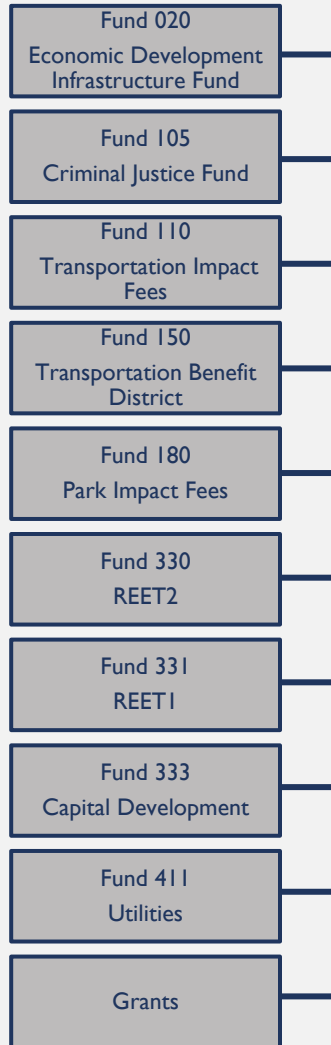 Fund 020
Economic Development
Infrastructure Fund
Fund 105
Criminal Justice Fund
Fund 110
Transportation Impact
Fees
Fund 150
Transportation Benefit
District
Fund 180
Park Impact Fees
Fund 330
REET2
Fund 331
REET1
Fund 333
Capital Development
Fund 411
Utilities
Grants